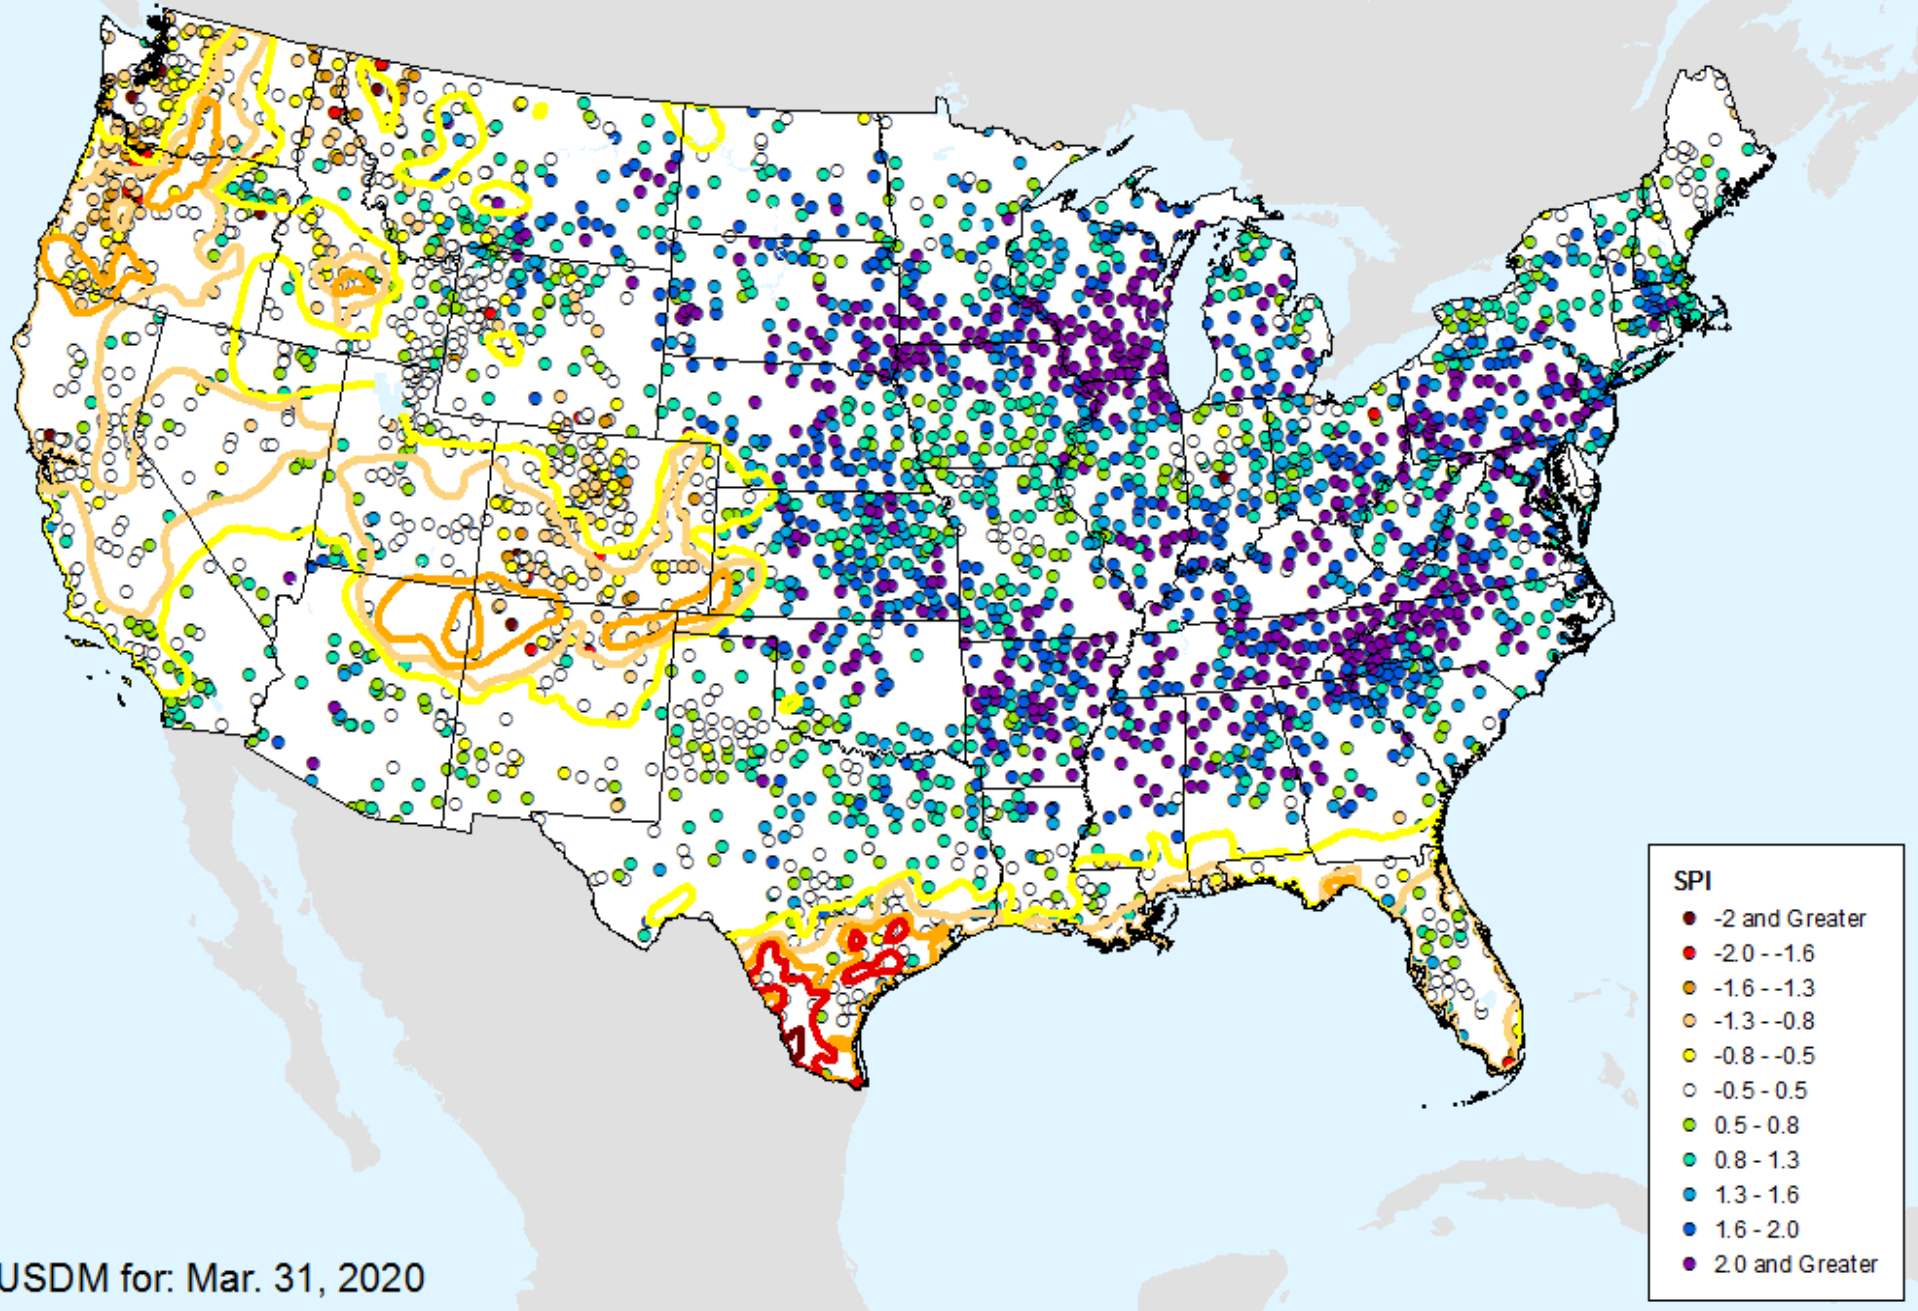 SPI
-2 and Greater
-2.0 - -1.6
-1.6 - -1.3
-1.3 - -0.8
-0.8 - -0.5
-0.5 - 0.5
0.5 - 0.8
0.8 - 1.3
1.3 - 1.6
1.6 - 2.0
2.0 and Greater
USDM for: Mar. 31, 2020